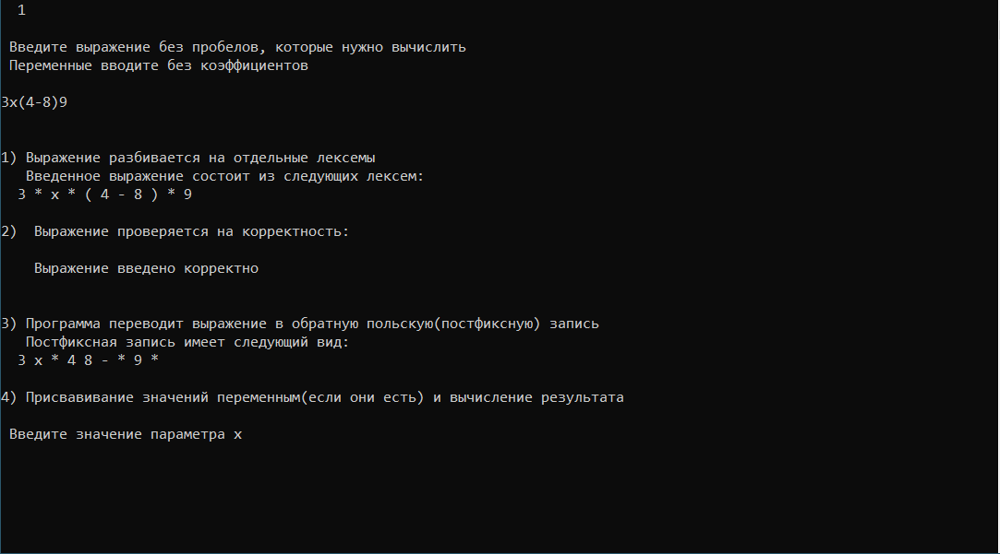 1
Введите выражение без пробелов, которые нужно вычислить
Переменные вводите без коэффициентов
3x(4-8)9
1) Выражение разбивается на отдельные лексемы
Введенное выражение состоит из следующих лексем:
3 * x * ( 4 - 8 ) * 9
2) Выражение проверяется на корректность:
Выражение введено корректно
3) Программа переводит выражение в обратную польскую(постфиксную) запись
Постфиксная запись имеет следующий вид:
3 x * 4 8 - * 9 *
4) Присвавивание значений переменным(если они есть) и вычисление результата
Введите значение параметра x